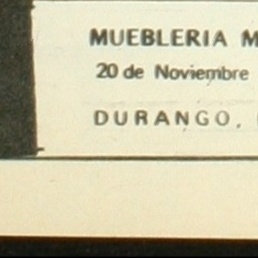 MUEBLERIA M
20 de Noviembre
DURANGO,